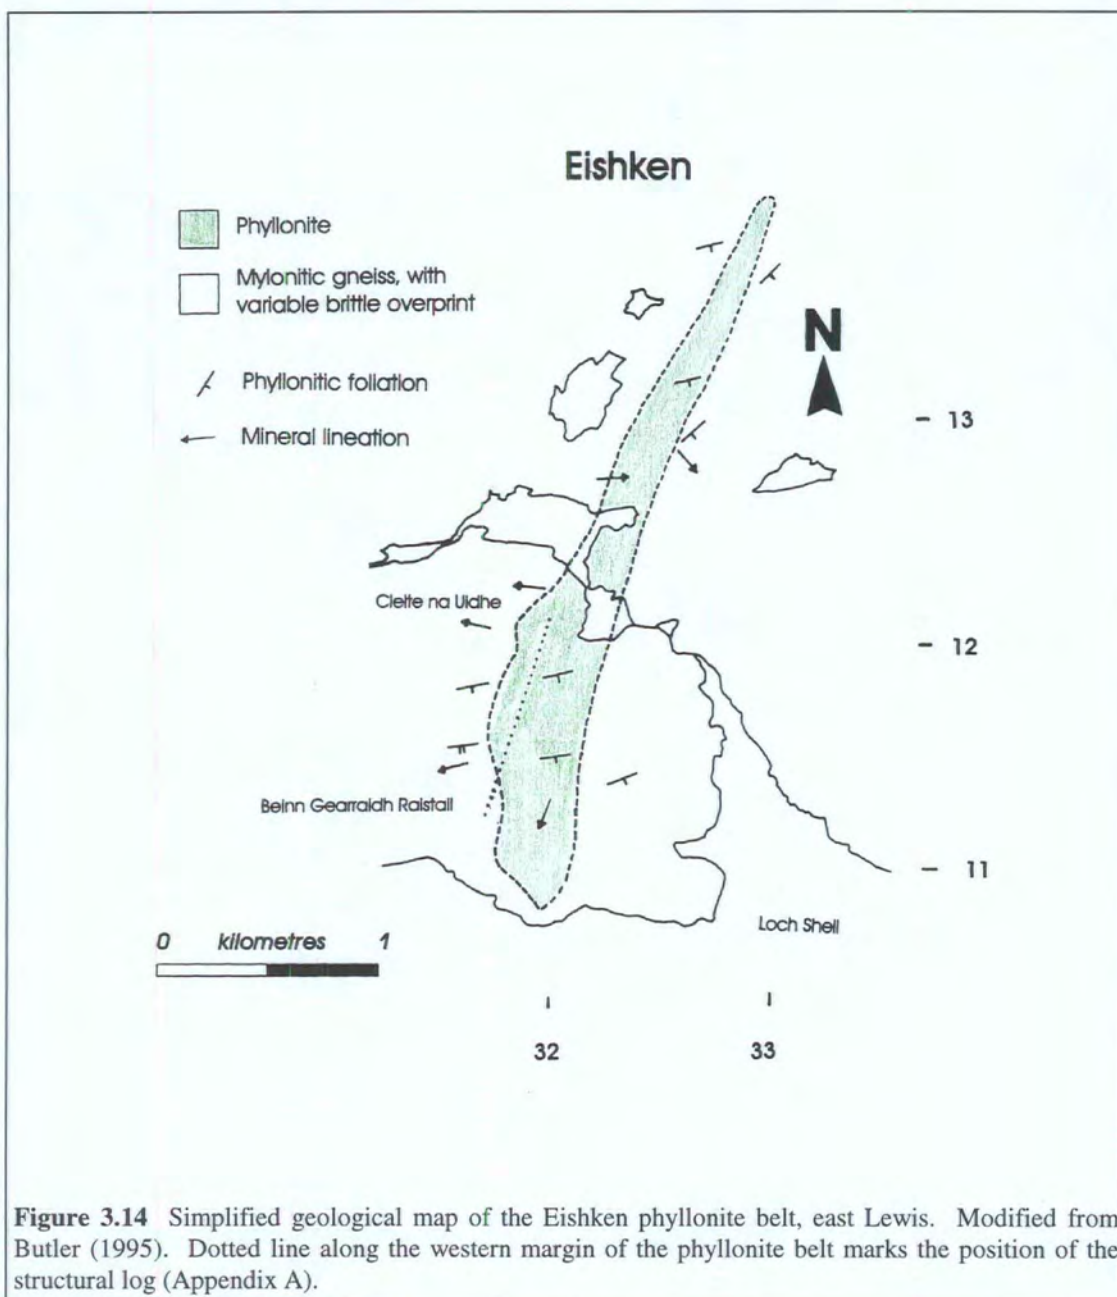 Eishken
Phyllonite
Mylonitic gneiss, with
variable brittle overprint
Phyllonitic foliation
Mineral lineation
N
13
12
11
Cleite na Uidhe
Beinn Gearraidh Raistail
Loch Shell
0 kilometres 1
32 33
Figure 3.14 Simplified geological map of the Eishken phyllonite belt, east Lewis. Modified from
Butler (1995). Dotted line along the western margin of the phyllonite belt marks the position of the
structural log (Appendix A).